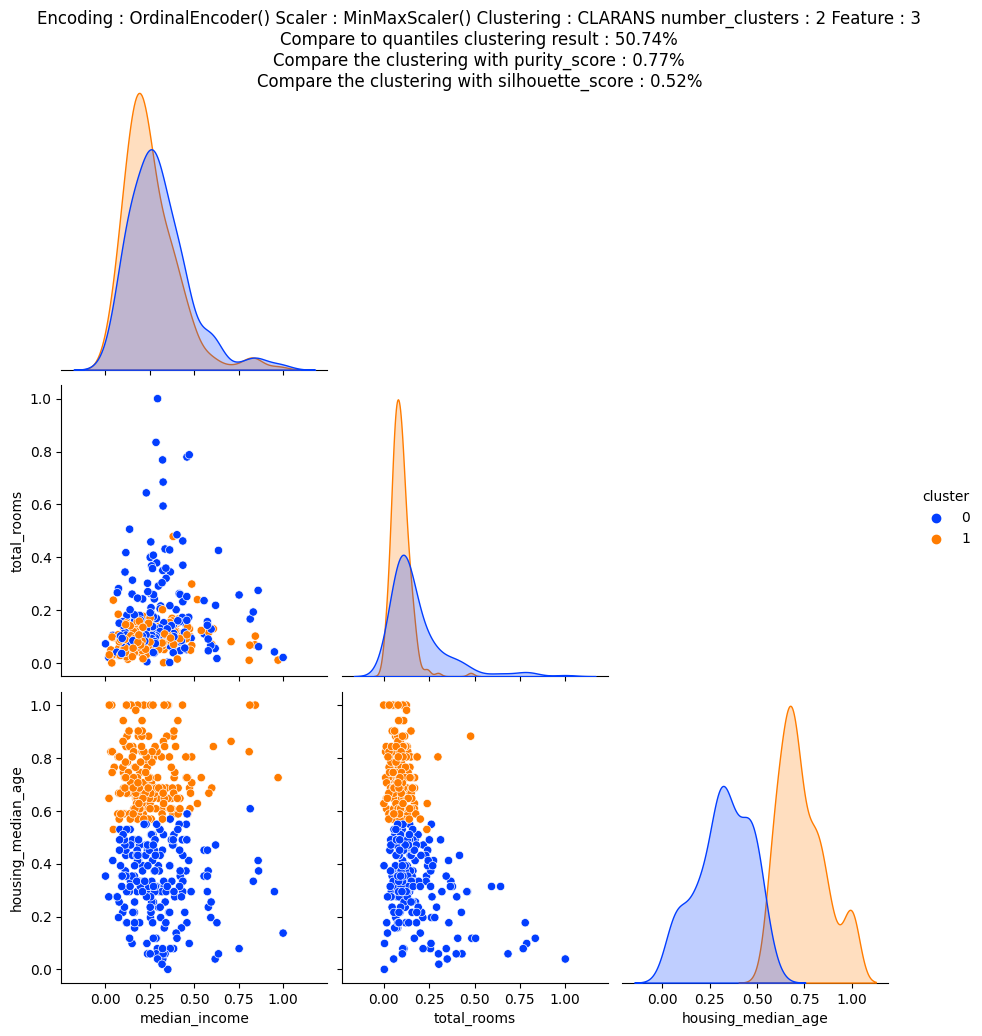 Encoding : OrdinalEncoder() Scaler : MinMaxScaler() Clustering : CLARANS number_clusters : 2 Feature : 3
Compare to quantiles clustering result : 50.74%
Compare the clustering with purity_score : 0.77%
Compare the clustering with silhouette_score : 0.52%
1.0
0.8
0.6
0.4
0.2
0.0
total_rooms
cluster
0
1
1.0
0.8
0.6
0.4
0.2
0.0
housing_median_age
0.00 0.25 0.50 0.75 1.00
median_income
0.00 0.25 0.50 0.75 1.00
total_rooms
0.00 0.25 0.50 0.75 1.00
housing_median_age